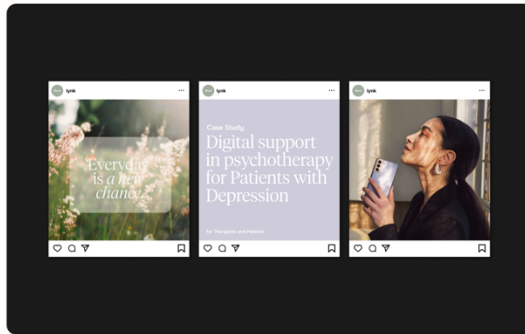 lynk
Everyday
is a new
chance.
lynk
Case Study
Digital support
in psychotherapy
for Patients with
Depression
for Therapists and Patients
lynk